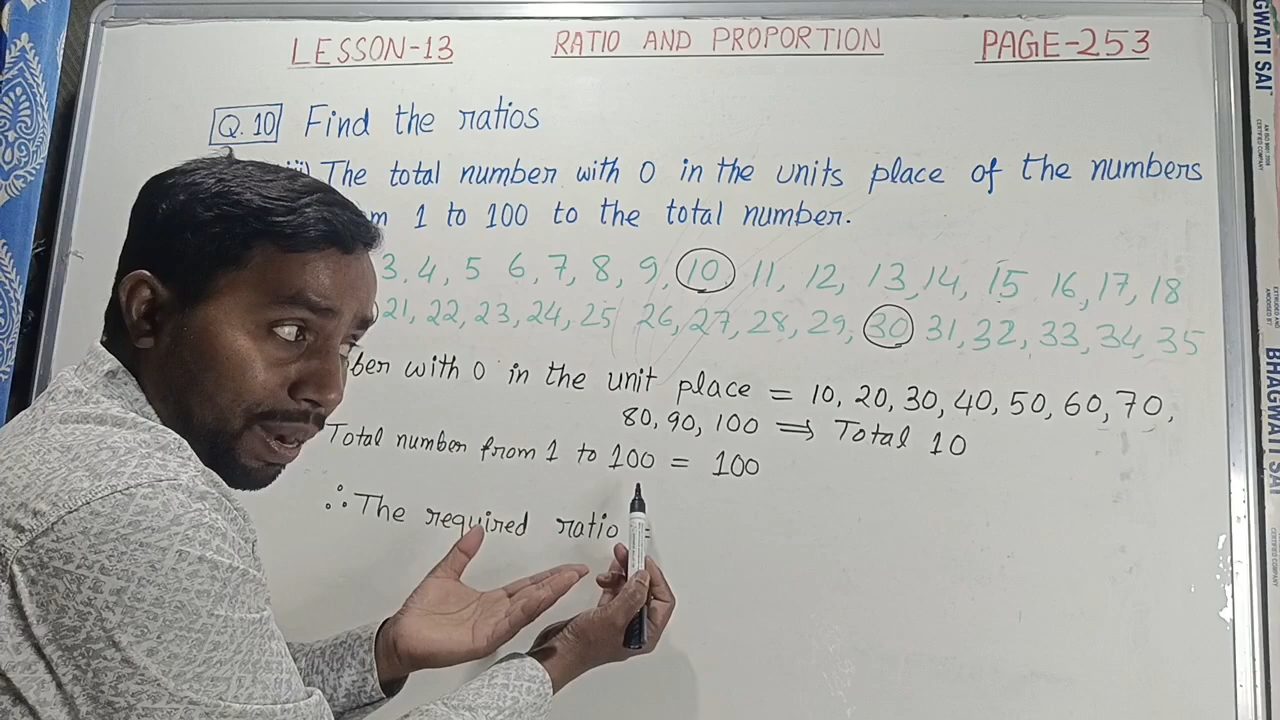 LESSON-13 RATIO AND PROPORTION PAGE-253
Q. 10 Find the ratios
The total number with 0 in the units place of the numbers
1 to 100 to the total number.
3, 4, 5 6, 7, 8, 9, 10, 11, 12, 13, 14, 15 16, 17, 18
21, 22, 23, 24, 25 26, 27, 28, 29, 30 31, 32, 33, 34, 35
with 0 in the unit place = 10, 20, 30, 40, 50, 60, 70,
80, 90, 100 ⇒ Total 10
Total number from 1 to 100 = 100
∴ The required ratio =
BHAGWATI SAI